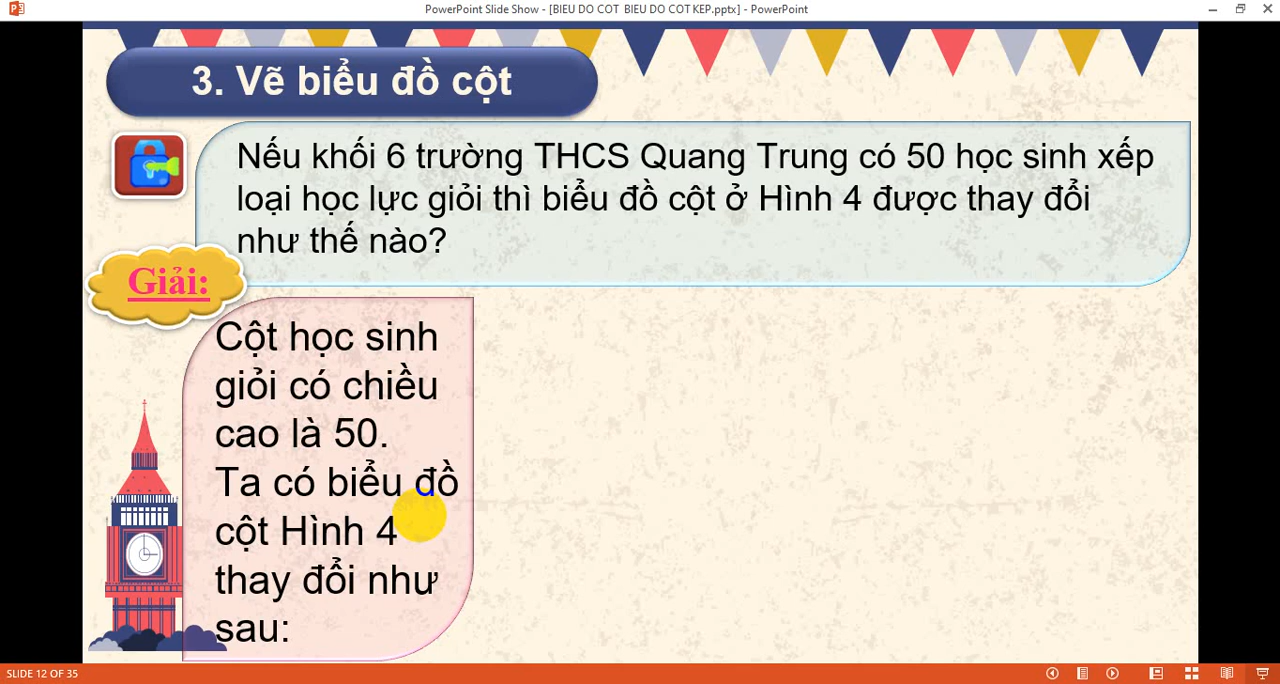 PowerPoint Slide Show - [BIEU DO COT BIEU DO COT KEP.pptx] - PowerPoint
3. Vẽ biểu đồ cột
Nếu khối 6 trường THCS Quang Trung có 50 học sinh xếp
loại học lực giỏi thì biểu đồ cột ở Hình 4 được thay đổi
như thế nào?
Giải:
Cột học sinh
giỏi có chiều
cao là 50.
Ta có biểu đồ
cột Hình 4
thay đổi như
sau:
SLIDE 12 OF 35